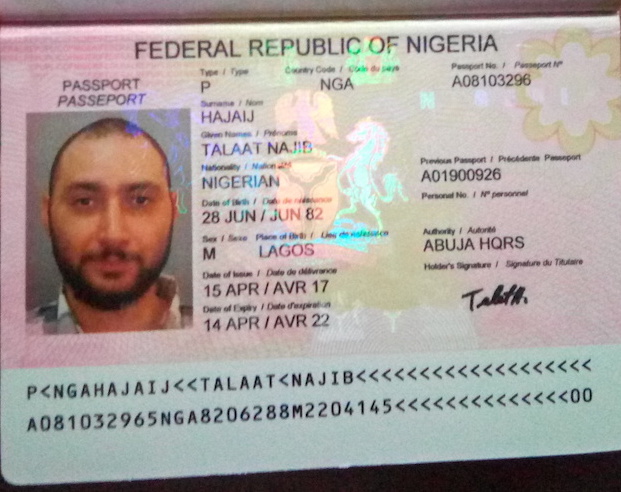 FEDERAL REPUBLIC OF NIGERIA
PASSPORT
PASSEPORT
Type / Type
Country Code / Code du pays
Passport No. / Passeport Nº
P
NGA
A08103296
Surname / Nom
HAJAIJ
Given Names / Prénoms
TALAAT NAJIB
Nationality / Nationalité
NIGERIAN
Previous Passport / Précédente Passeport
A01900926
Date of Birth / Date de naissance
28 JUN / JUN 82
Personal No. / Nº personnel
Sex / Sexe
Place of Birth / Lieu de naissance
M
LAGOS
Authority / Autorité
ABUJA HQRS
Date of Issue / Date de délivrance
15 APR / AVR 17
Holder's Signature / Signature du Titulaire
Date of Expiry / Date d'expiration
14 APR / AVR 22
P<NGAHAJAIJ<<TALAAT<NAJIB<<<<<<<<<<<<<<<<<<<
A081032965NGA8206288M2204145<<<<<<<<<<<<<<00